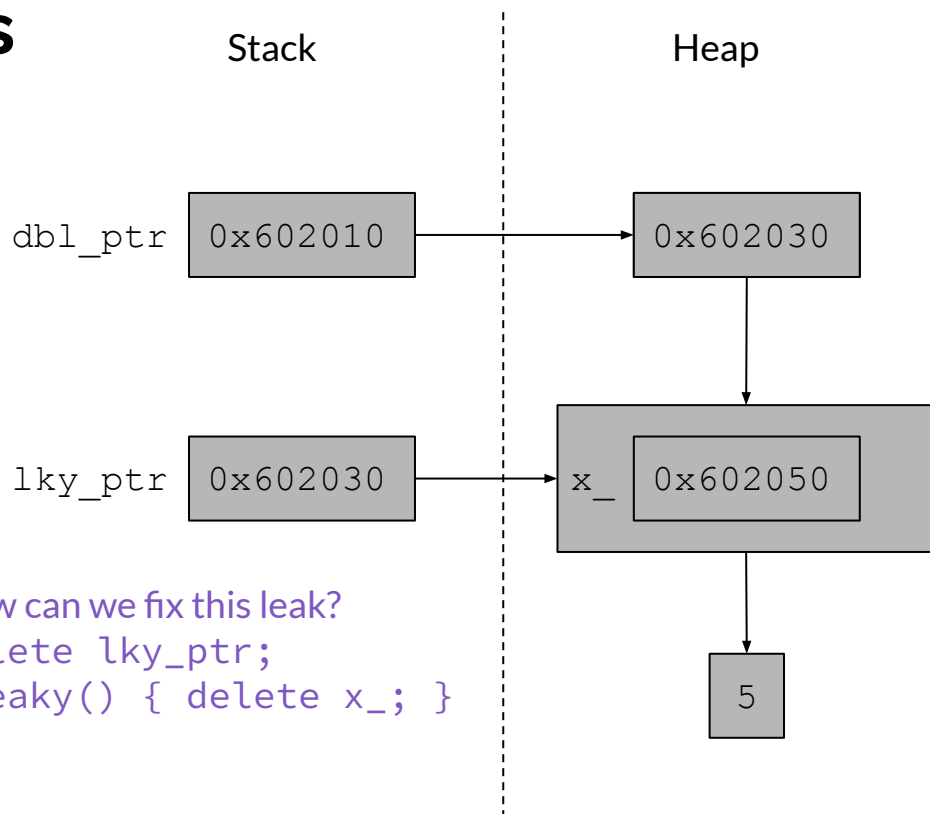 s
Stack Heap
dbl_ptr 0x602010 0x602030
lky_ptr 0x602030 x_ 0x602050
w can we fix this leak?
lete lky_ptr;
eaky() { delete x_; }
5